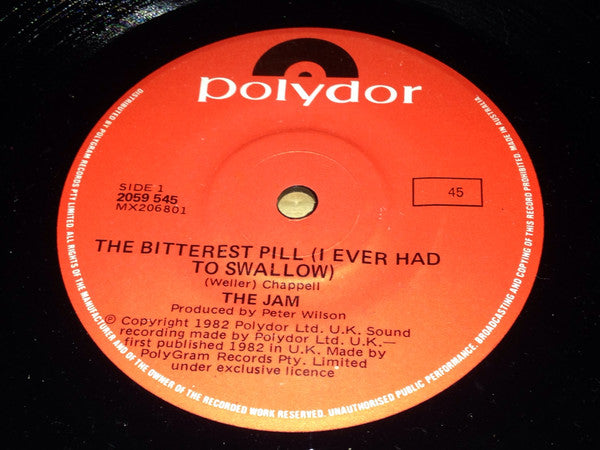 polydor
SIDE 1
2059 545
MX206801
45
THE BITTEREST PILL (I EVER HAD
TO SWALLOW)
(Weller) Chappell
THE JAM
Produced by Peter Wilson
℗ Copyright 1982 Polydor Ltd. U.K. Sound
recording made by Polydor Ltd. U.K.—
first published 1982 in U.K. Made by
PolyGram Records Pty. Limited
under exclusive licence
DISTRIBUTED BY POLYGRAM RECORDS PTY LIMITED. ALL RIGHTS OF THE MANUFACTURER AND OF THE OWNER OF THE RECORDED WORK RESERVED. UNAUTHORISED PUBLIC PERFORMANCE, BROADCASTING AND COPYING OF THIS RECORD PROHIBITED. MADE IN AUSTRALIA